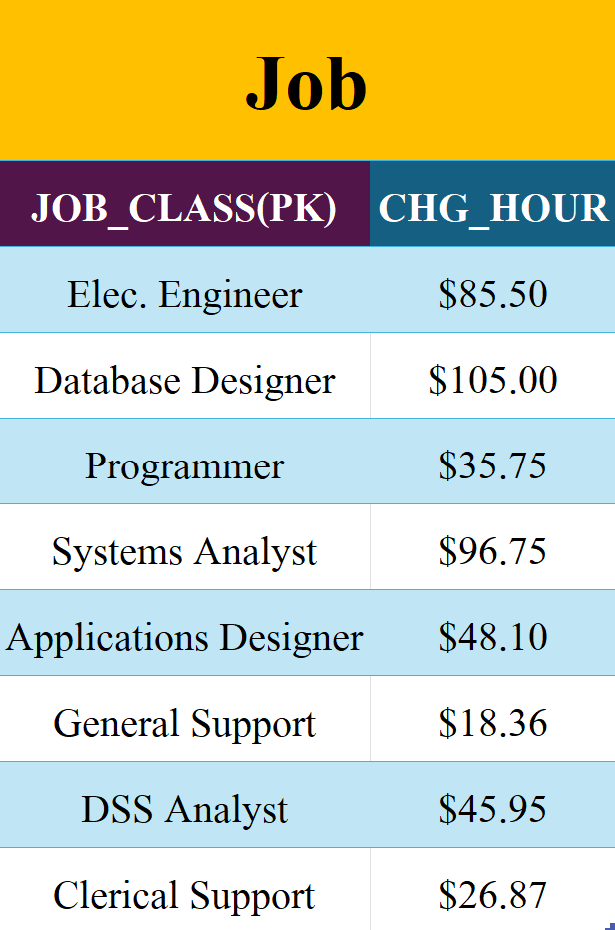 Job
JOB_CLASS(PK) CHG_HOUR
Elec. Engineer $85.50
Database Designer $105.00
Programmer $35.75
Systems Analyst $96.75
Applications Designer $48.10
General Support $18.36
DSS Analyst $45.95
Clerical Support $26.87